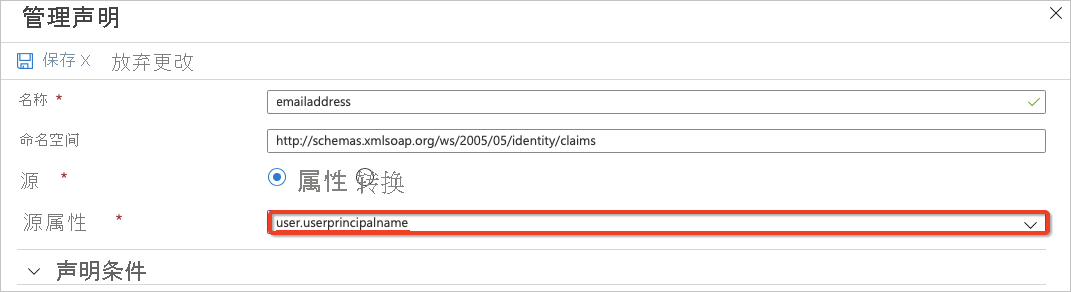 管理声明
保存 X 放弃更改
名称 * emailaddress
命名空间 http://schemas.xmlsoap.org/ws/2005/05/identity/claims
源 * 属性 转换
源属性 * user.userprincipalname
声明条件